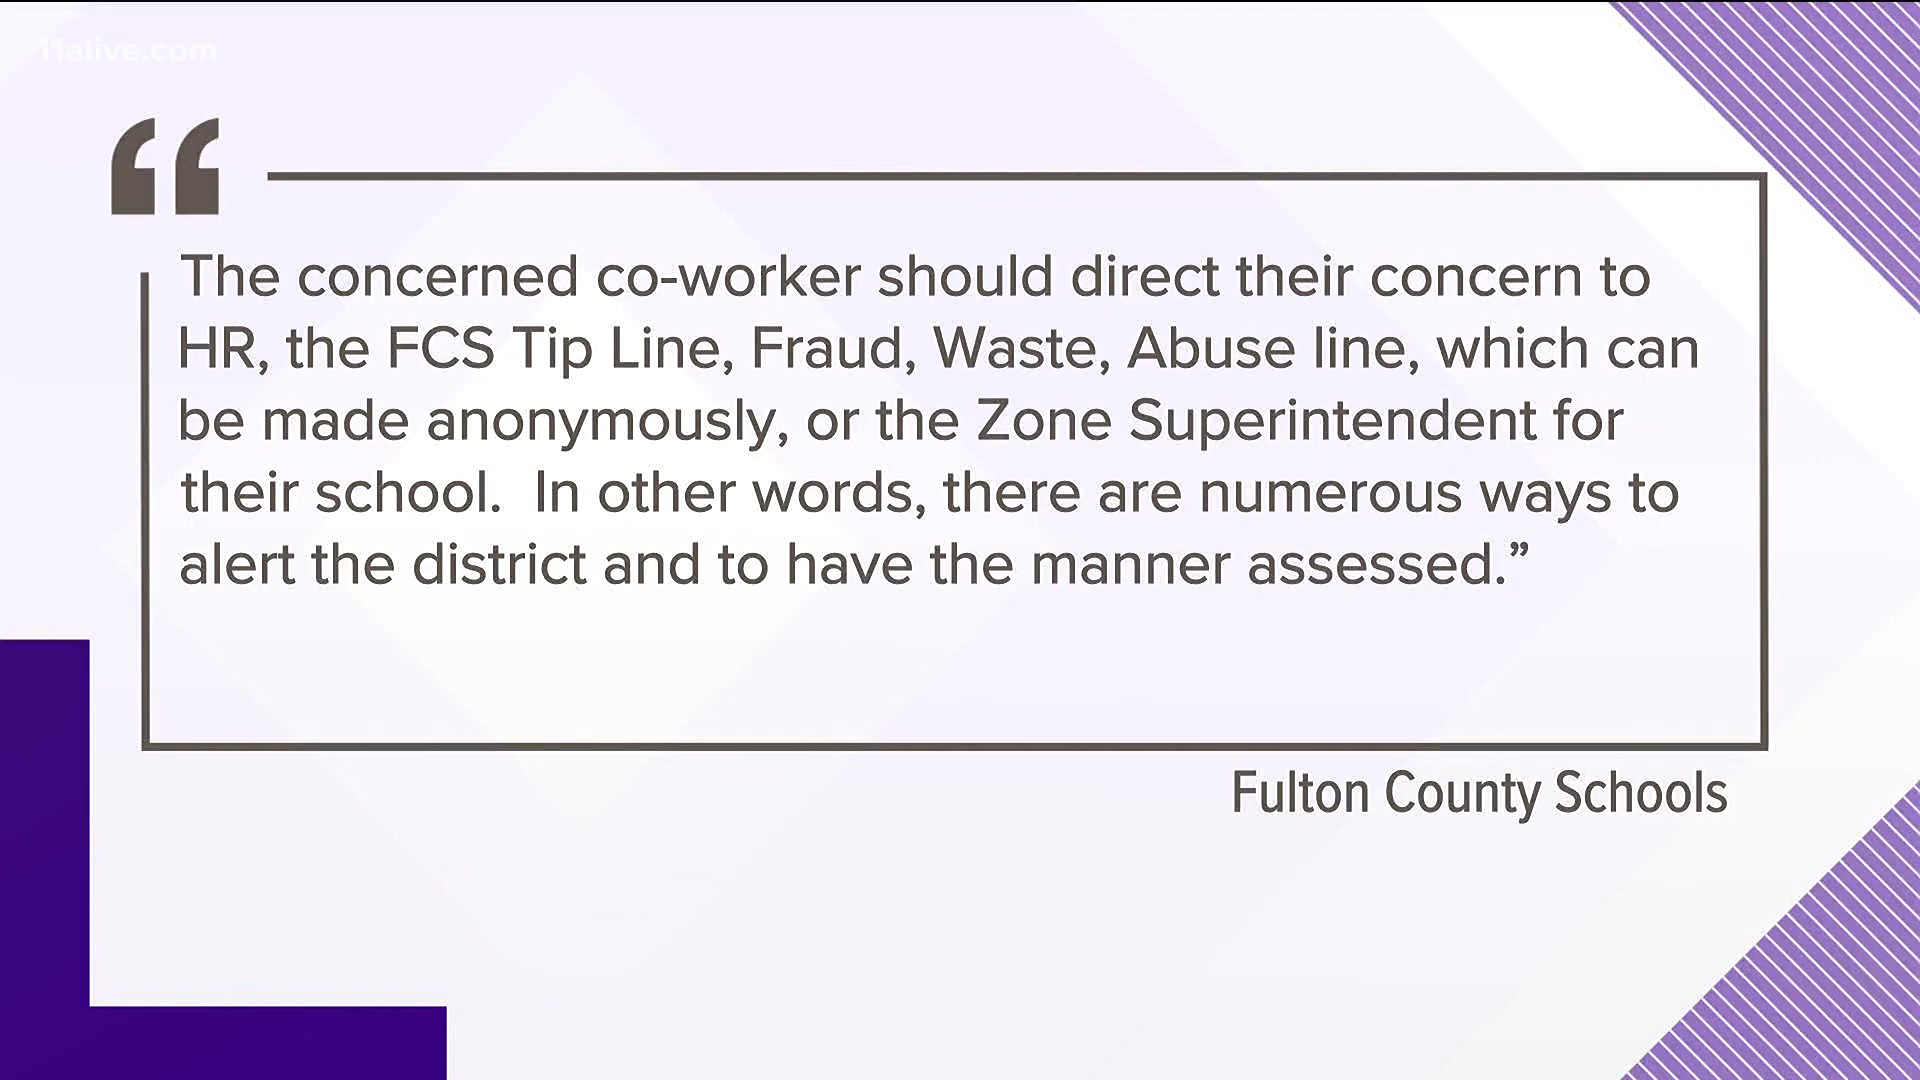 11alive.com
“
The concerned co-worker should direct their concern to
HR, the FCS Tip Line, Fraud, Waste, Abuse line, which can
be made anonymously, or the Zone Superintendent for
their school.  In other words, there are numerous ways to
alert the district and to have the manner assessed.”
Fulton County Schools